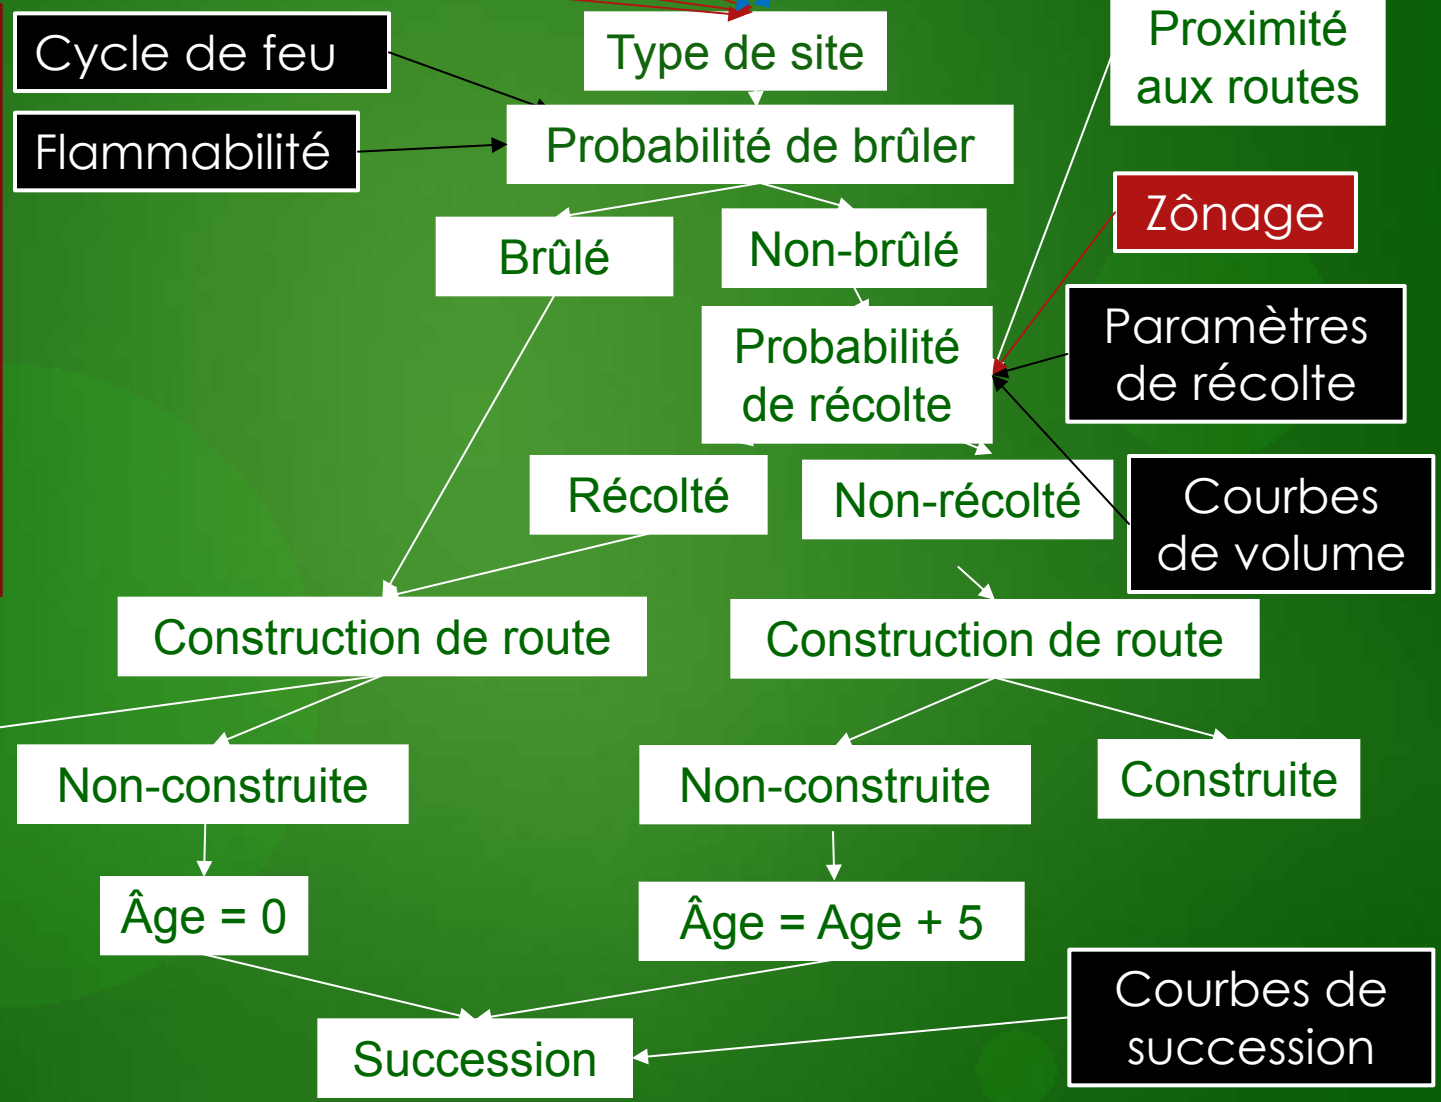 Cycle de feu
Type de site
Proximité
aux routes
Flammabilité
Probabilité de brûler
Zônage
Brûlé
Non-brûlé
Probabilité
de récolte
Paramètres
de récolte
Récolté
Non-récolté
Courbes
de volume
Construction de route
Construction de route
Non-construite
Non-construite
Construite
Âge = 0
Âge = Age + 5
Succession
Courbes de
succession